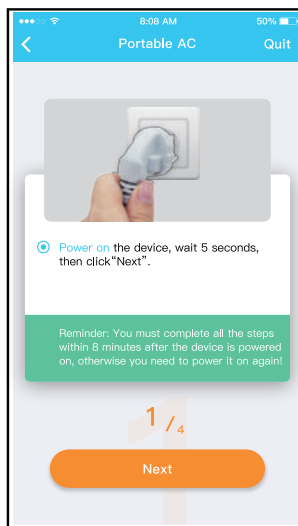 8:08 AM
50%
Portable AC
Quit
Power on the device, wait 5 seconds,
then click“Next”.
Reminder: You must complete all the steps
within 8 minutes after the device is powered
on, otherwise you need to power it on again!
1/4
Next